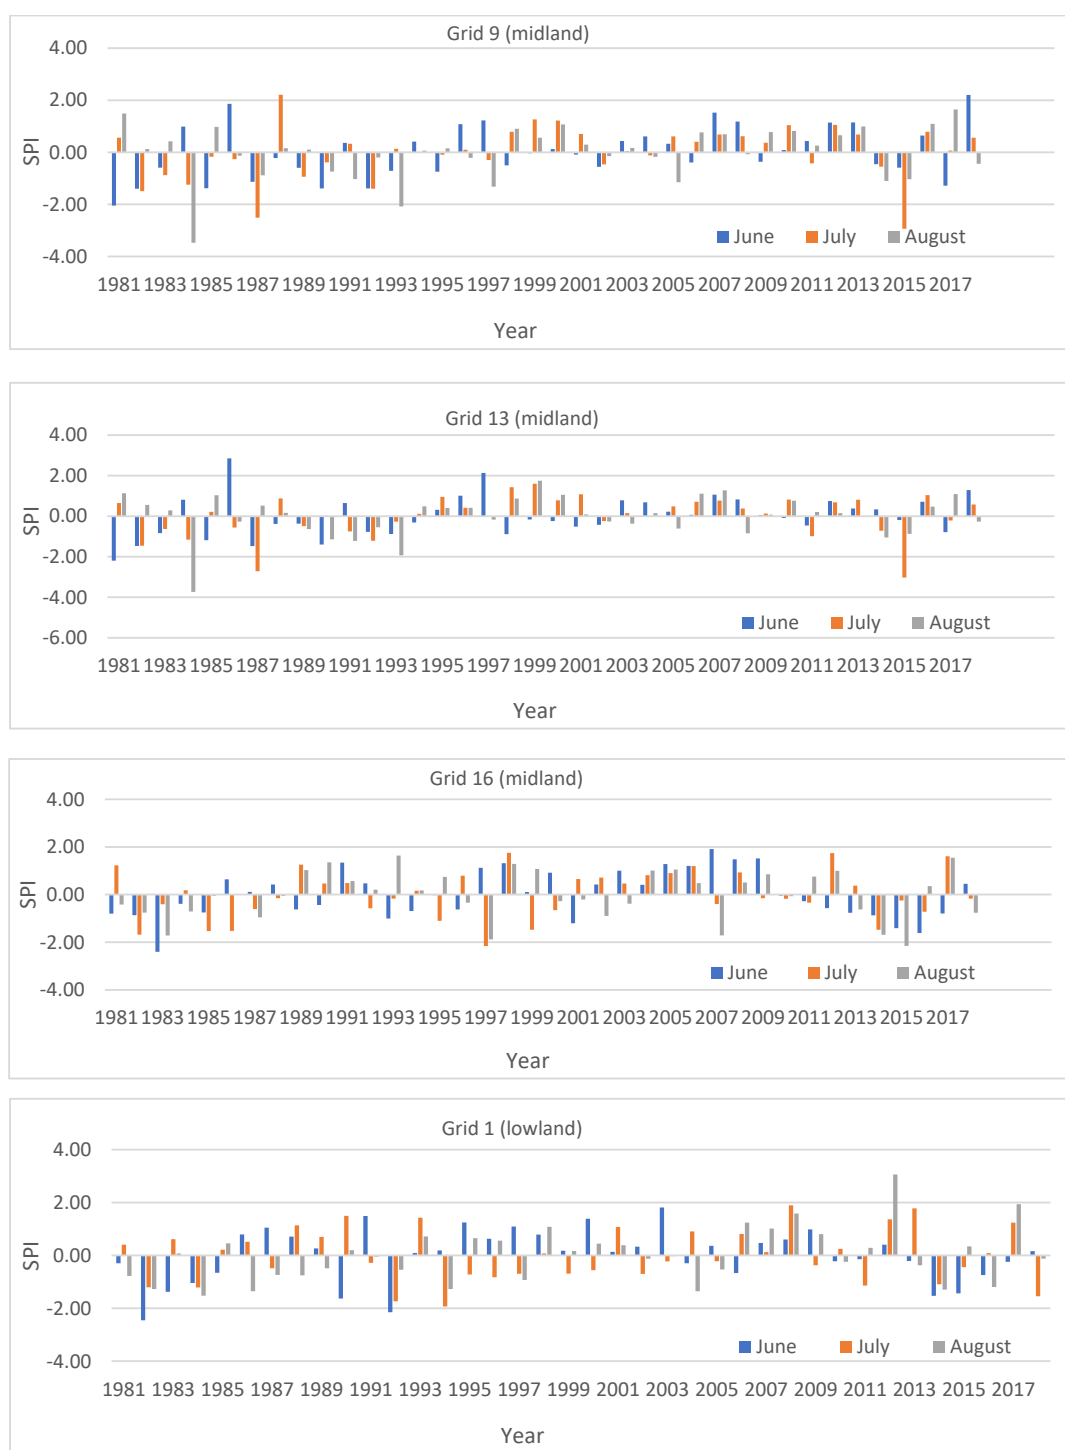 Grid 9 (midland)
4.00
2.00
0.00
-2.00
-4.00
SPI
June July August
1981 1983 1985 1987 1989 1991 1993 1995 1997 1999 2001 2003 2005 2007 2009 2011 2013 2015 2017
Year
Grid 13 (midland)
4.00
2.00
0.00
-2.00
-4.00
-6.00
SPI
June July August
1981 1983 1985 1987 1989 1991 1993 1995 1997 1999 2001 2003 2005 2007 2009 2011 2013 2015 2017
Year
Grid 16 (midland)
4.00
2.00
0.00
-2.00
-4.00
SPI
June July August
1981 1983 1985 1987 1989 1991 1993 1995 1997 1999 2001 2003 2005 2007 2009 2011 2013 2015 2017
Year
Grid 1 (lowland)
4.00
2.00
0.00
-2.00
-4.00
SPI
June July August
1981 1983 1985 1987 1989 1991 1993 1995 1997 1999 2001 2003 2005 2007 2009 2011 2013 2015 2017
Year